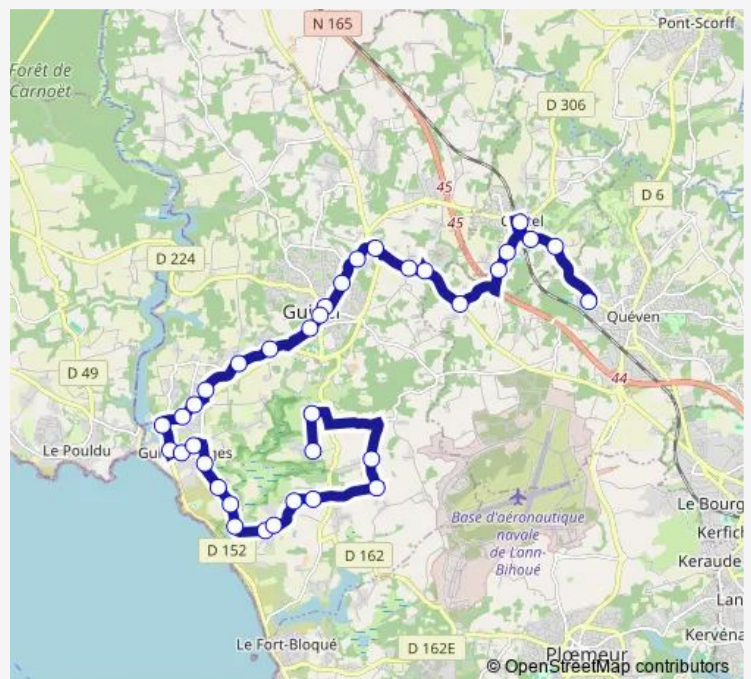 N 165
Pont-Scorff
Forêt de
Carnoët
D 306
45
D 6
45
D 224
Quéven
D 49
44
Le Pouldu
Le Bourg
Base d'aéronautique
navale
de Lann-
Bihoué
Kerfich
D 152
D 162
Keraude
Lan
Kervéna
Le Fort-Bloqué
D 162E
Plœmeur
© OpenStreetMap contributors